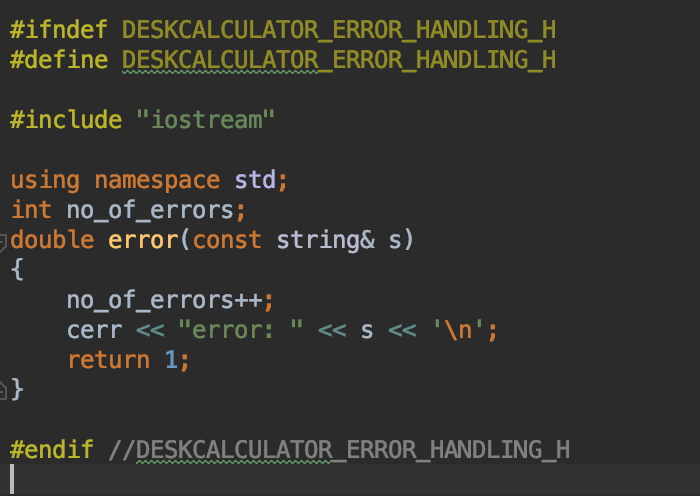 #ifndef DESKCALCULATOR_ERROR_HANDLING_H
#define DESKCALCULATOR_ERROR_HANDLING_H
#include "iostream"
using namespace std;
int no_of_errors;
double error(const string& s)
{
    no_of_errors++;
    cerr << "error: " << s << '\n';
    return 1;
}
#endif //DESKCALCULATOR_ERROR_HANDLING_H